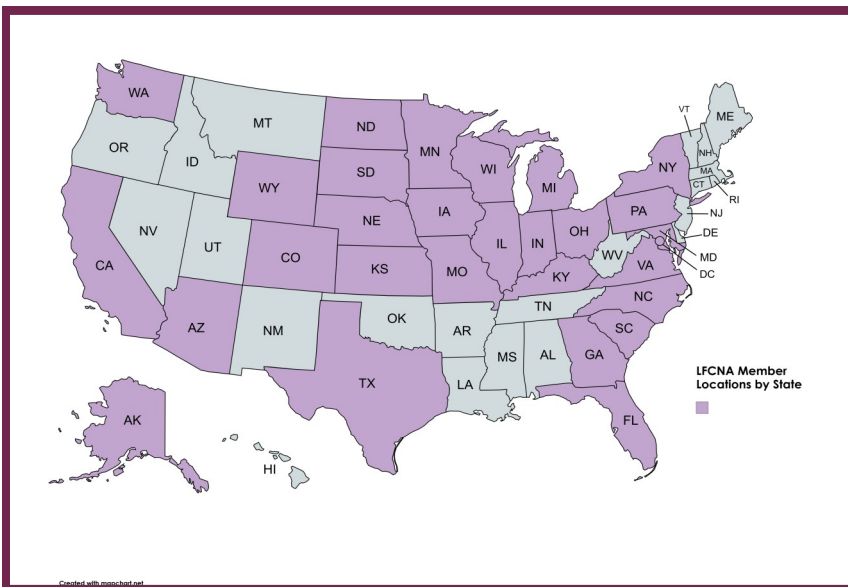 WA
MT
ND
MN
VT
ME
OR
ID
WY
SD
WI
MI
NY
NH
MA
CT
RI
NV
UT
CO
NE
IA
IL
IN
OH
PA
NJ
DE
MD
DC
CA
KS
MO
KY
WV
VA
AZ
NM
OK
AR
TN
NC
SC
TX
LA
MS
AL
GA
FL
LFCNA Member
Locations by State
AK
HI
Created with mapchart.net